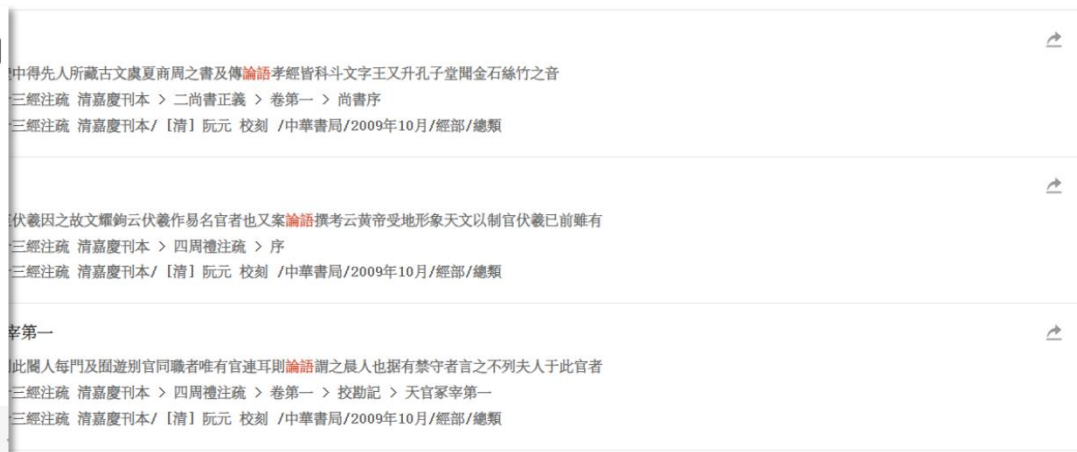 中得先人所藏古文虞夏商周之書及傳論語孝經皆科斗文字王又升孔子堂聞金石絲竹之音
三經注疏 清嘉慶刊本 > 二尚書正義 > 卷第一 > 尚書序
三經注疏 清嘉慶刊本/ [清] 阮元 校刻 /中華書局/2009年10月/經部/總類
伏羲因之故文耀鉤云伏羲作易名官者也又案論語撰考云黄帝受地形象天文以制官伏羲已前雖有
三經注疏 清嘉慶刊本 > 四周禮注疏 > 序
三經注疏 清嘉慶刊本/ [清] 阮元 校刻 /中華書局/2009年10月/經部/總類
宰第一
此閽人每門及囿遊别官同職者唯有官連耳則論語謂之晨人也据有禁守者言之不列夫人于此官者
三經注疏 清嘉慶刊本 > 四周禮注疏 > 卷第一 > 挍勘記 > 天官冢宰第一
三經注疏 清嘉慶刊本/ [清] 阮元 校刻 /中華書局/2009年10月/經部/總類